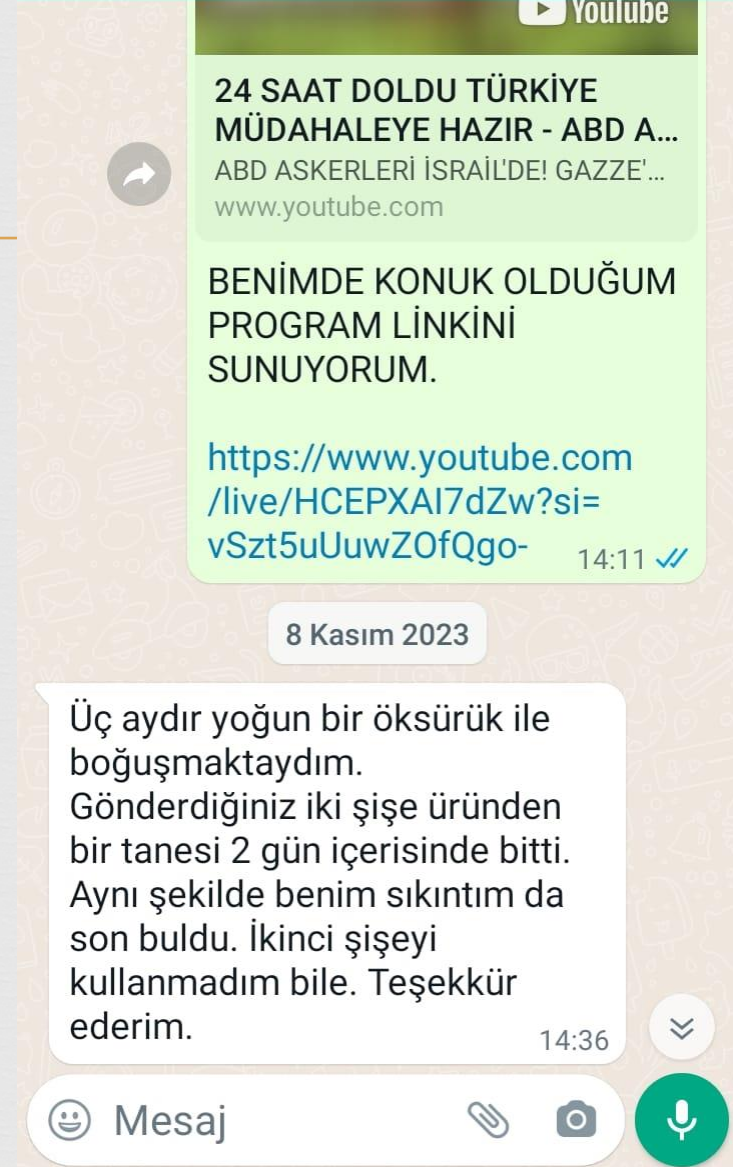 YouTube
24 SAAT DOLDU TÜRKİYE
MÜDAHALEYE HAZIR - ABD A...
ABD ASKERLERİ İSRAİL'DE! GAZZE'...
www.youtube.com
BENİMDE KONUK OLDUĞUM
PROGRAM LİNKİNİ
SUNUYORUM.
https://www.youtube.com
/live/HCEPXAI7dZw?si=
vSzt5uUuwZOfQgo-
14:11
8 Kasım 2023
Üç aydır yoğun bir öksürük ile
boğuşmaktaydım.
Gönderdiğiniz iki şişe üründen
bir tanesi 2 gün içerisinde bitti.
Aynı şekilde benim sıkıntım da
son buldu. İkinci şişeyi
kullanmadım bile. Teşekkür
ederim.
14:36
Mesaj